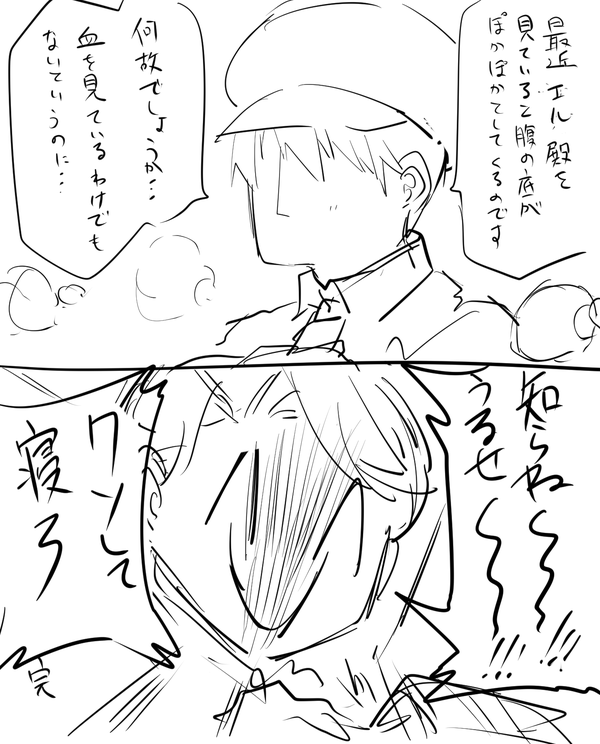 最近エル殿を
見ていると腹の底が
ぽかぽかてしてくるのです
何故でしょうか…
血を見ているわけでも
ないていうのに…
知らね〜〜
うるせ〜〜!!!
ワンして
寝ろ
完